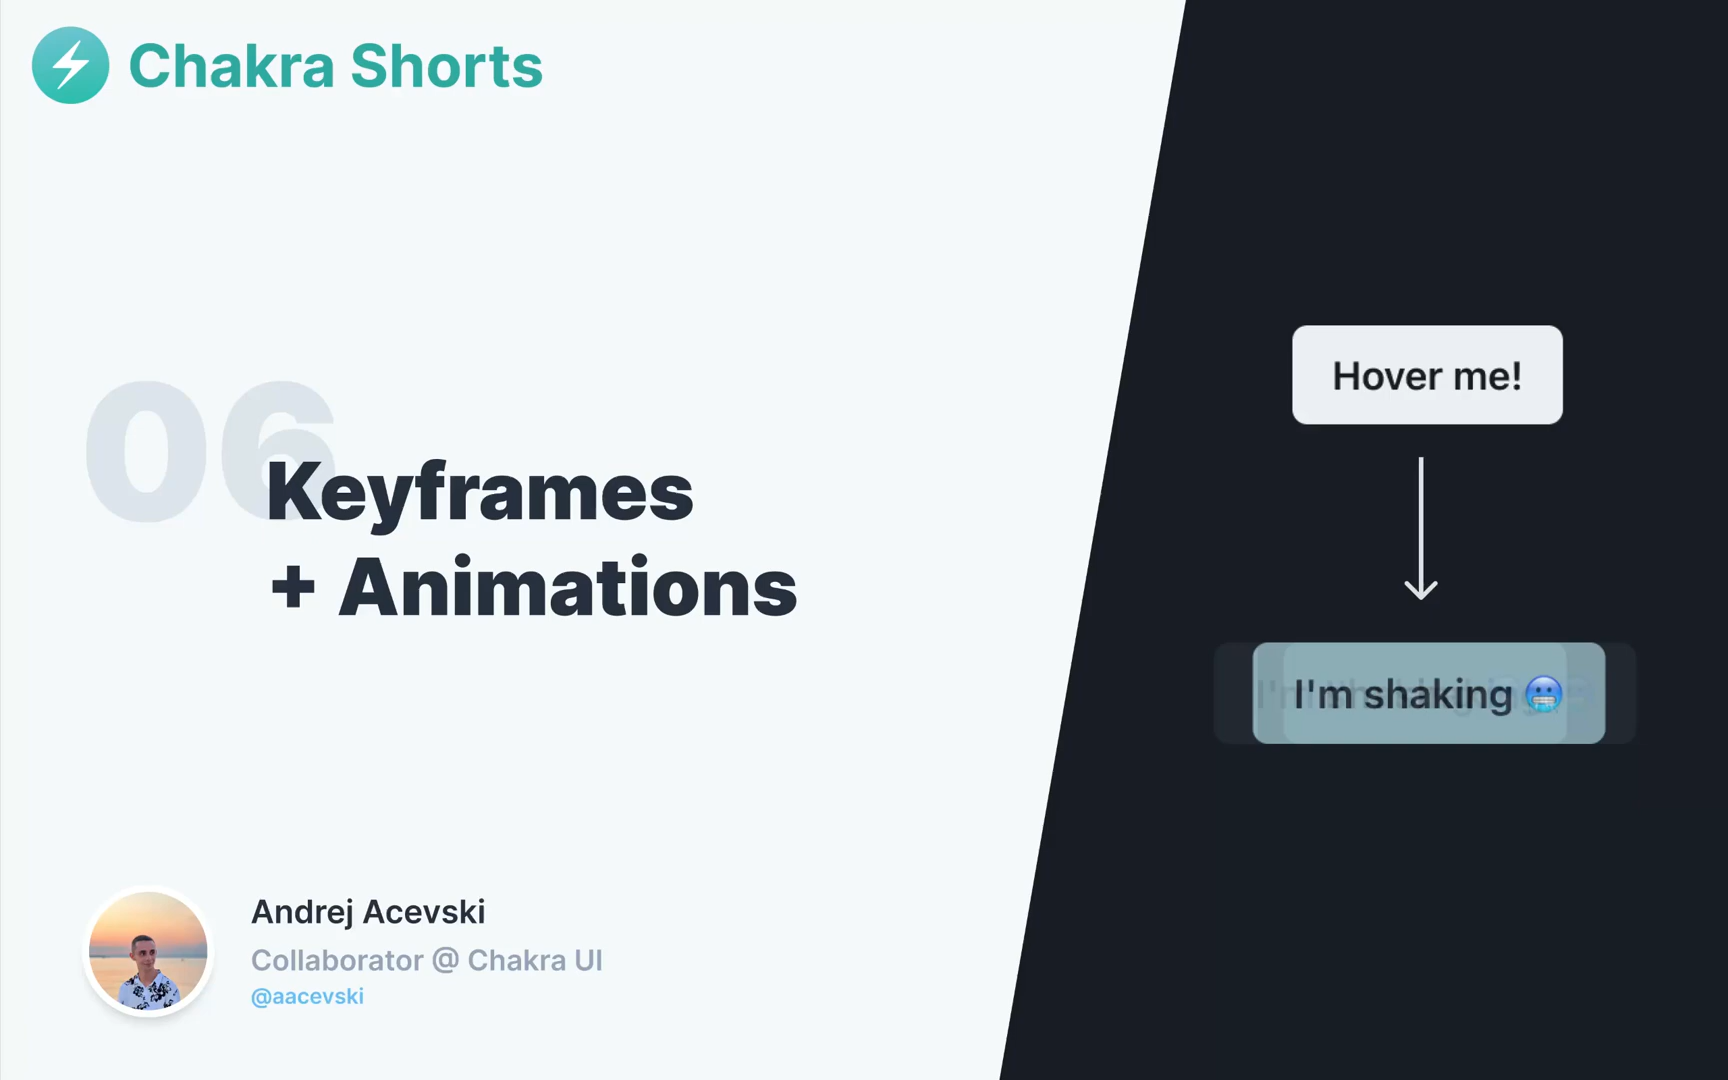 Chakra Shorts
06
Keyframes
+ Animations
Hover me!
I'm shaking 🥶
Andrej Acevski
Collaborator @ Chakra UI
@aacevski